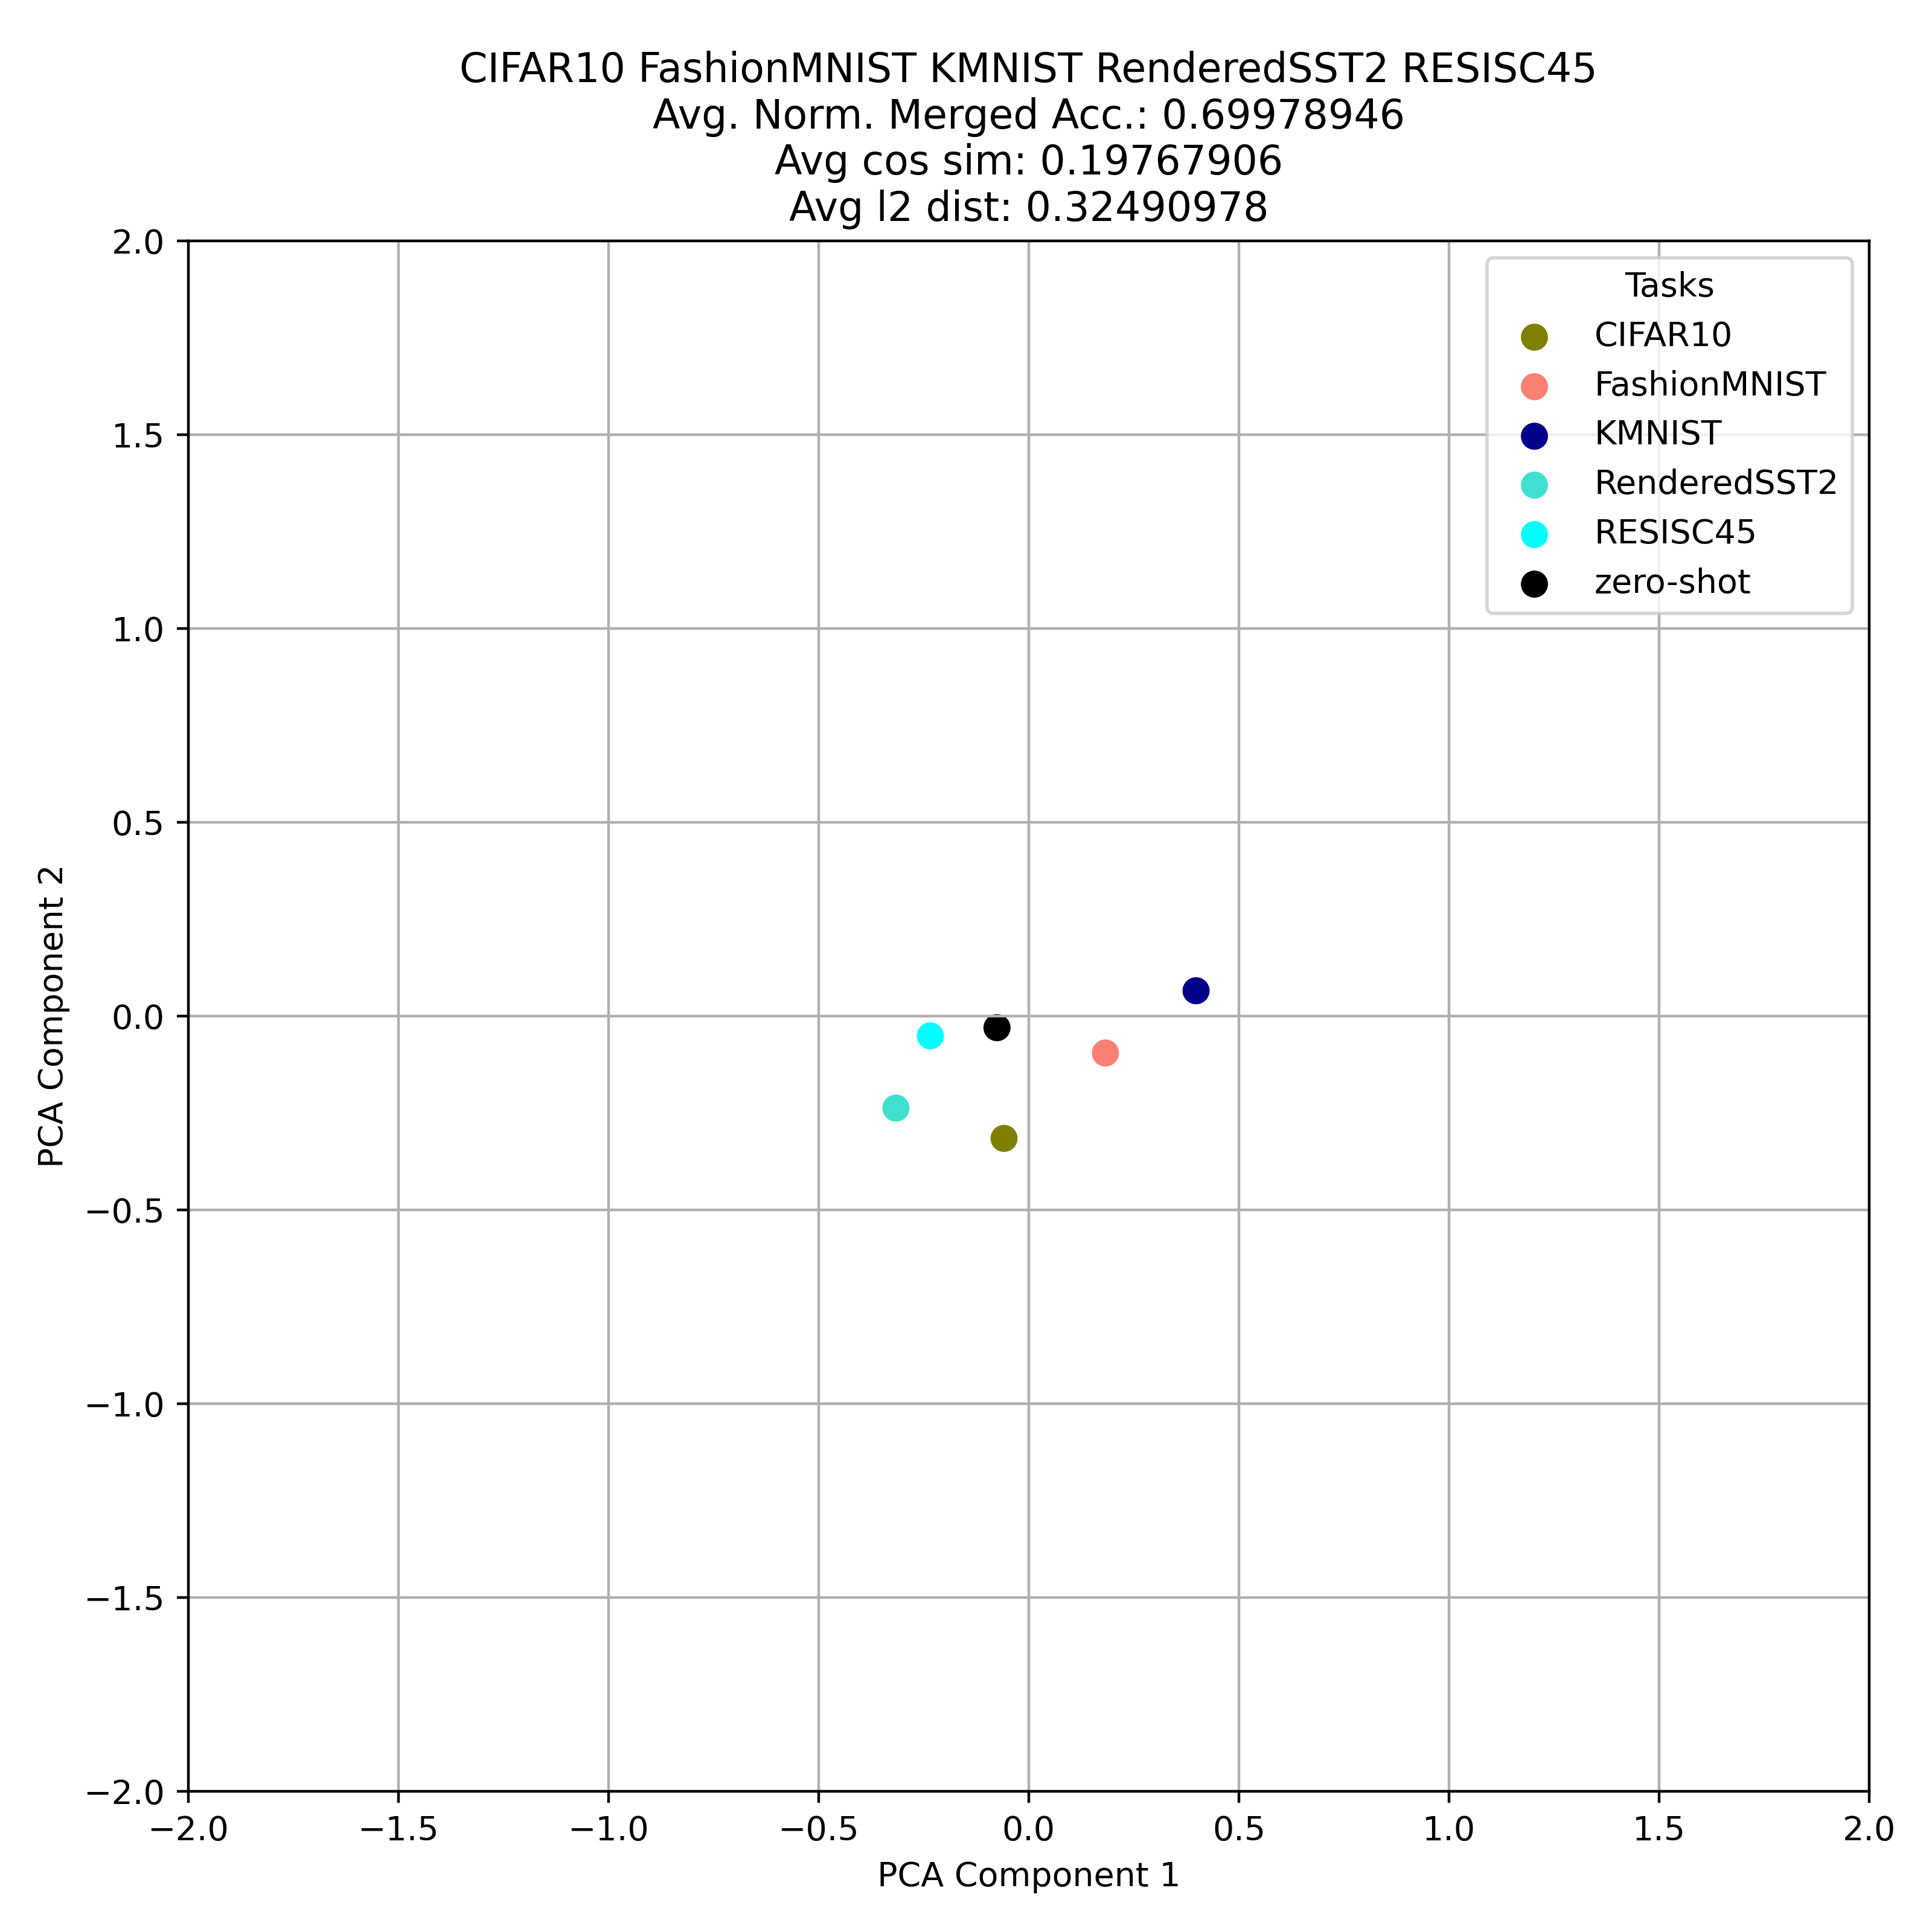 CIFAR10 FashionMNIST KMNIST RenderedSST2 RESISC45
Avg. Norm. Merged Acc.: 0.69978946
Avg cos sim: 0.19767906
Avg l2 dist: 0.32490978
Tasks
CIFAR10
FashionMNIST
KMNIST
RenderedSST2
RESISC45
zero-shot
PCA Component 2
2.0
1.5
1.0
0.5
0.0
−0.5
−1.0
−1.5
−2.0
−2.0 −1.5 −1.0 −0.5 0.0 0.5 1.0 1.5 2.0
PCA Component 1